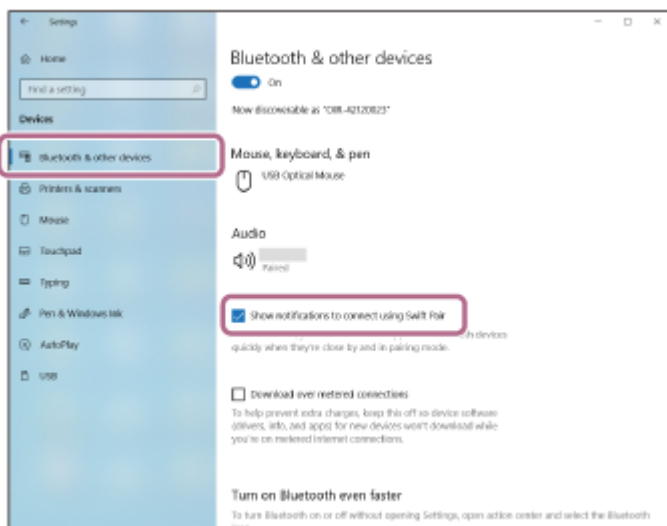 Settings
Home
Find a setting
Devices
Bluetooth & other devices
Printers & scanners
Mouse
Touchpad
Typing
Pen & Windows Ink
AutoPlay
USB
Bluetooth & other devices
On
Now discoverable as
Mouse, keyboard, & pen
USB Optical Mouse
Audio
Paired
Show notifications to connect using Swift Pair
devices
quickly when they're close by and in pairing mode.
Download over metered connections
To help prevent extra charges, keep this off so device software
(drivers, info, and apps) for new devices won't download while
you're on metered Internet connections.
Turn on Bluetooth even faster
To turn Bluetooth on or off without opening Settings, open action center and select the Bluetooth